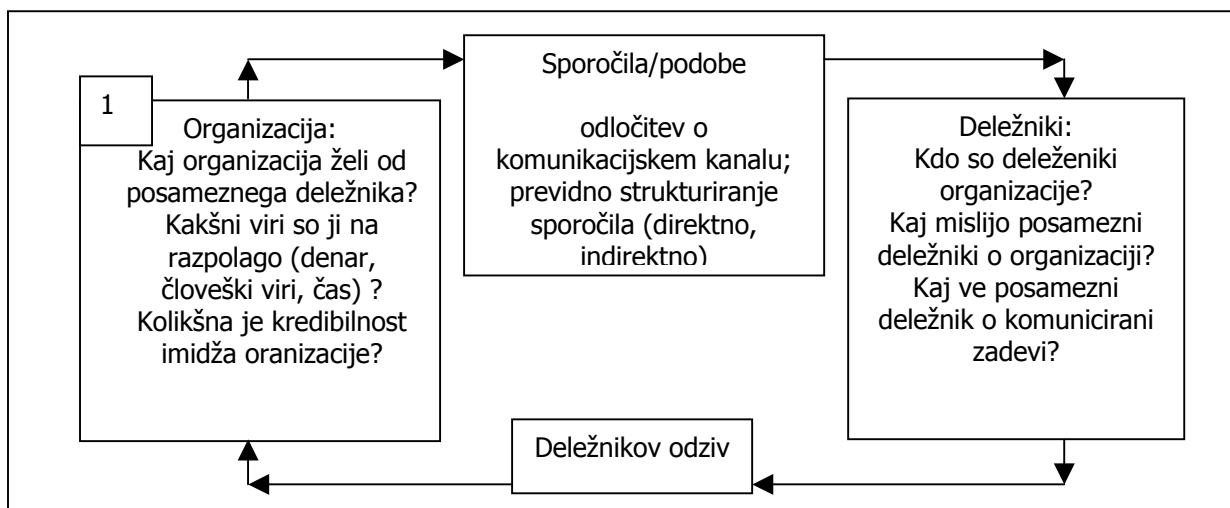 1
Organizacija:
Kaj organizacija želi od
posameznega deležnika?
Kakšni viri so ji na
razpolago (denar,
človeški viri, čas) ?
Kolikšna je kredibilnost
imidža oranizacije?
Sporočila/podobe
odločitev o
komunikacijskem kanalu;
previdno strukturiranje
sporočila (direktno,
indirektno)
Deležniki:
Kdo so deleženiki
organizacije?
Kaj mislijo posamezni
deležniki o organizaciji?
Kaj ve posamezni
deležnik o komunicirani
zadevi?
Deležnikov odziv